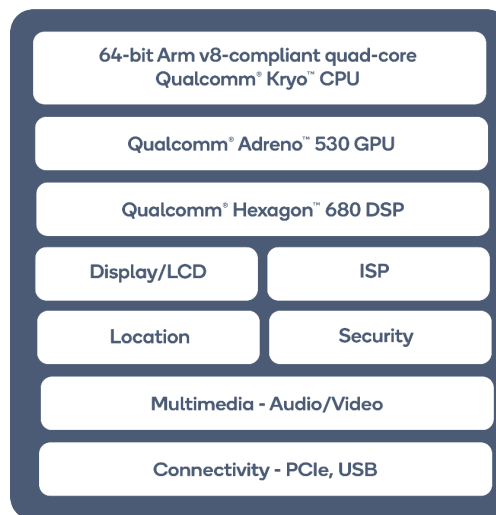 64-bit Arm v8-compliant quad-core
Qualcomm® Kryo™ CPU
Qualcomm® Adreno™ 530 GPU
Qualcomm® Hexagon™ 680 DSP
Display/LCD
ISP
Location
Security
Multimedia - Audio/Video
Connectivity - PCIe, USB